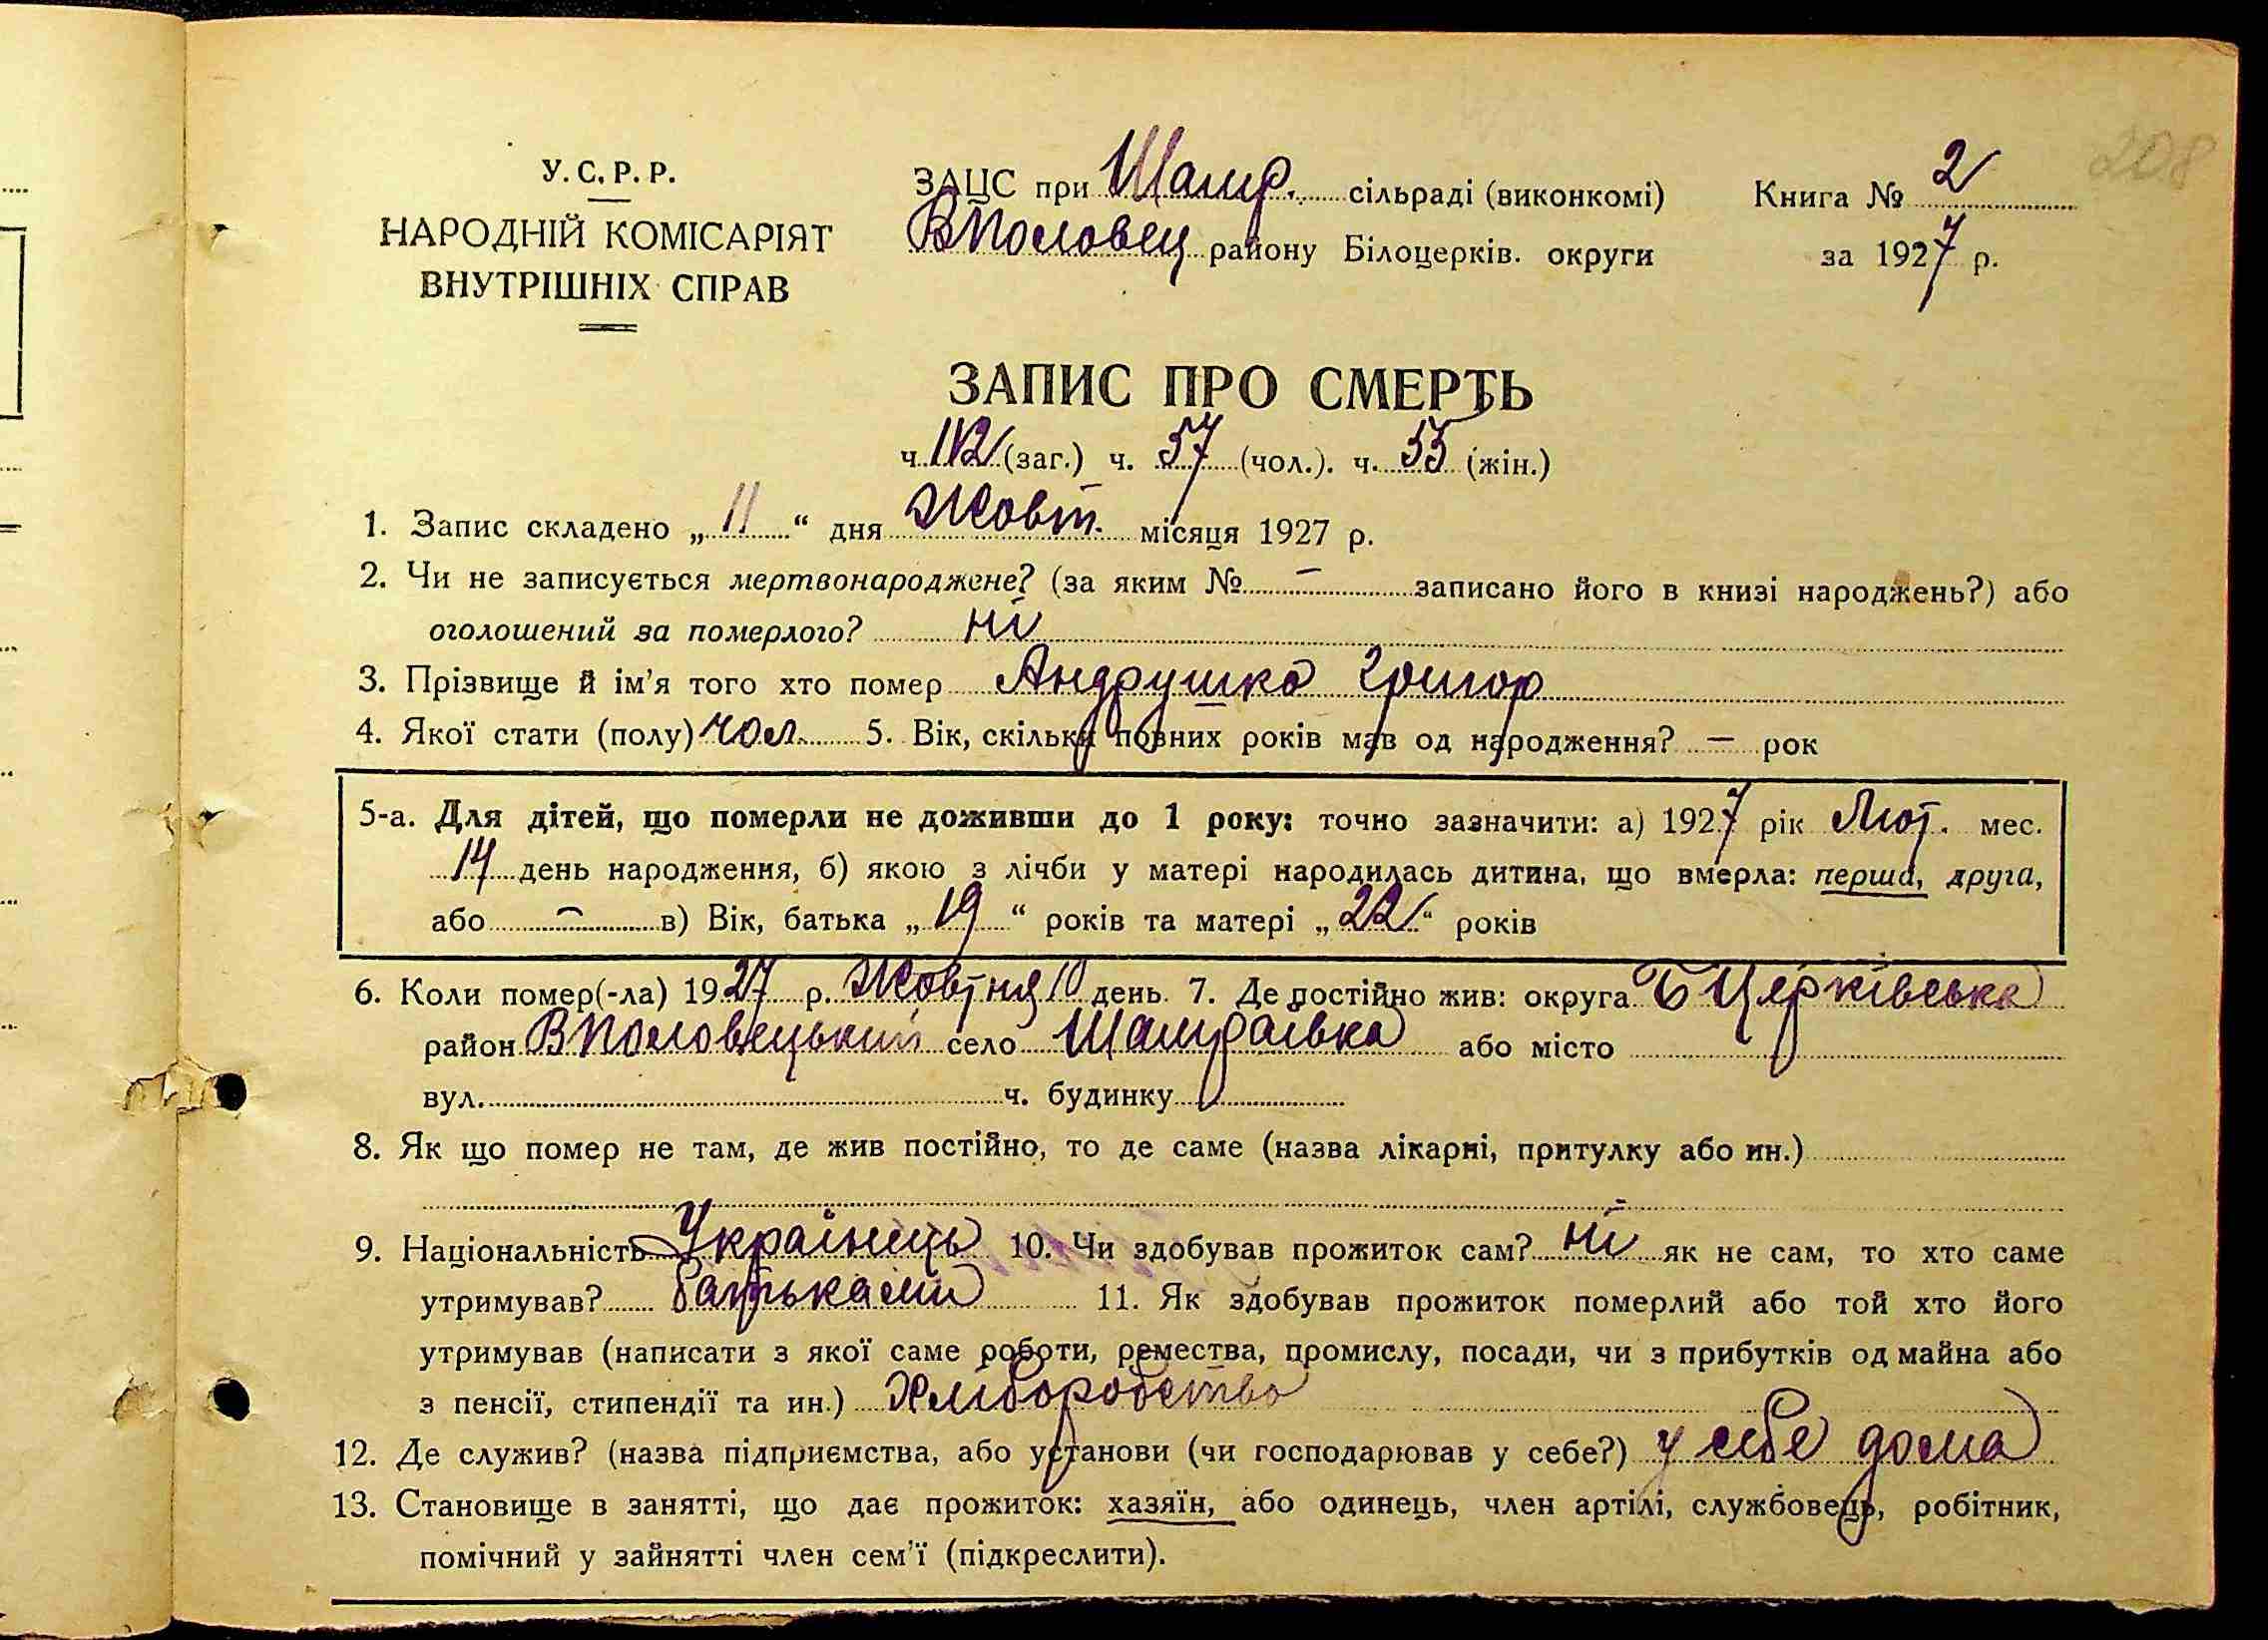 208
У.С.Р.Р.
НАРОДНІЙ КОМІСАРІЯТ
ВНУТРІШНІХ СПРАВ
ЗАЦС при Шамр. сільраді (виконкомі)
ВПоловец району Білоцерків. округи
Книга № 2
за 1927 р.
ЗАПИС ПРО СМЕРТЬ
ч. 112 (заг.) ч. 57 (чол.). ч. 55 (жін.)
1. Запис складено „ 11 “ дня Жовт. місяця 1927 р.
2. Чи не записується мертвонароджене? (за яким № — записано його в книзі народжень?) або
оголошений за померлого? ні
3. Прізвище й ім’я того хто помер Андрушко Григор
4. Якої стати (полу) чол. 5. Вік, скільки повних років мав од народження? — рок
5-а. Для дітей, що померли не доживши до 1 року: точно зазначити: а) 1927 рік Лют. мес.
14 день народження, б) якою з лічби у матері народилась дитина, що вмерла: перша, друга,
або — в) Вік, батька „ 19 “ років та матері „ 22 “ років
6. Коли помер(-ла) 1927 р. Жовтня 10 день. 7. Де постійно жив: округа БЦерківська
район ВПоловецький село Шамраївка або місто
вул. ч. будинку
8. Як що помер не там, де жив постійно, то де саме (назва лікарні, притулку або ин.)
9. Національність Українець 10. Чи здобував прожиток сам? ні як не сам, то хто саме
утримував? батьками 11. Як здобував прожиток померлий або той хто його
утримував (написати з якої саме роботи, ремества, промислу, посади, чи з прибутків од майна або
з пенсії, стипендії та ин.) Хліборобство
12. Де служив? (назва підприємства, або установи (чи господарював у себе?) у себе дома
13. Становище в занятті, що дає прожиток: хазяїн, або одинець, член артілі, службовець, робітник,
помічний у зайнятті член сем’ї (підкреслити).